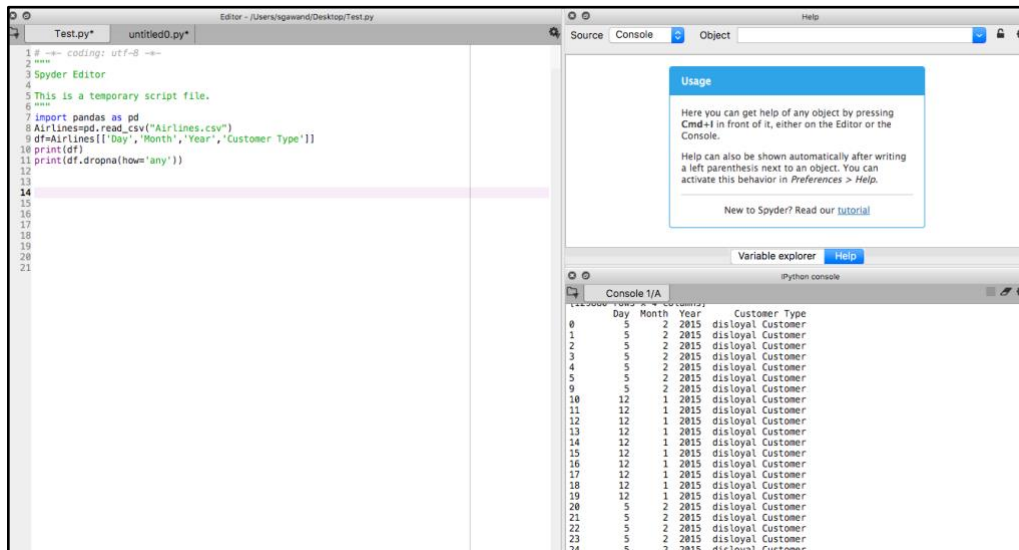 Editor - /Users/sgawand/Desktop/Test.py
Test.py*
untitled0.py*
1 # -*- coding: utf-8 -*-
2 """
3 Spyder Editor
4
5 This is a temporary script file.
6 """
7 import pandas as pd
8 Airlines=pd.read_csv("Airlines.csv")
9 df=Airlines[['Day','Month','Year','Customer Type']]
10 print(df)
11 print(df.dropna(how='any'))
12
13
14
15
16
17
18
19
20
21
Help
Source Console Object
Usage
Here you can get help of any object by pressing
Cmd+I in front of it, either on the Editor or the
Console.
Help can also be shown automatically after writing
a left parenthesis next to an object. You can
activate this behavior in Preferences > Help.
New to Spyder? Read our tutorial
Variable explorer Help
IPython console
Console 1/A
rows x 4 columns]
Day Month Year Customer Type
0 5 2 2015 disloyal Customer
1 5 2 2015 disloyal Customer
2 5 2 2015 disloyal Customer
3 5 2 2015 disloyal Customer
4 5 2 2015 disloyal Customer
5 5 2 2015 disloyal Customer
9 5 2 2015 disloyal Customer
10 12 1 2015 disloyal Customer
11 12 1 2015 disloyal Customer
12 12 1 2015 disloyal Customer
13 12 1 2015 disloyal Customer
14 12 1 2015 disloyal Customer
15 12 1 2015 disloyal Customer
16 12 1 2015 disloyal Customer
17 12 1 2015 disloyal Customer
18 12 1 2015 disloyal Customer
19 12 1 2015 disloyal Customer
20 5 2 2015 disloyal Customer
21 5 2 2015 disloyal Customer
22 5 2 2015 disloyal Customer
23 5 2 2015 disloyal Customer
24 5 2 2015 disloyal Customer